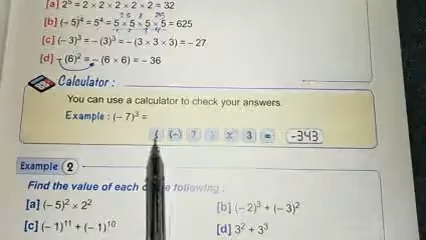 [a] 2⁵ = 2 × 2 × 2 × 2 × 2 = 32
[b] (– 5)⁴ = 5⁴ = 5 × 5 × 5 × 5 = 625
[c] (– 3)³ = – (3)³ = – (3 × 3 × 3) = – 27
[d] – (6)² = – (6 × 6) = – 36
Calculator :
You can use a calculator to check your answers.
Example : (– 7)³ =
( (–) 7 ) x 3 = -343
Example 2
Find the value of each of the following :
[a] (– 5)² × 2² [b] (– 2)³ + (– 3)²
[c] (– 1)¹¹ + (– 1)¹⁰ [d] 3² + 3³